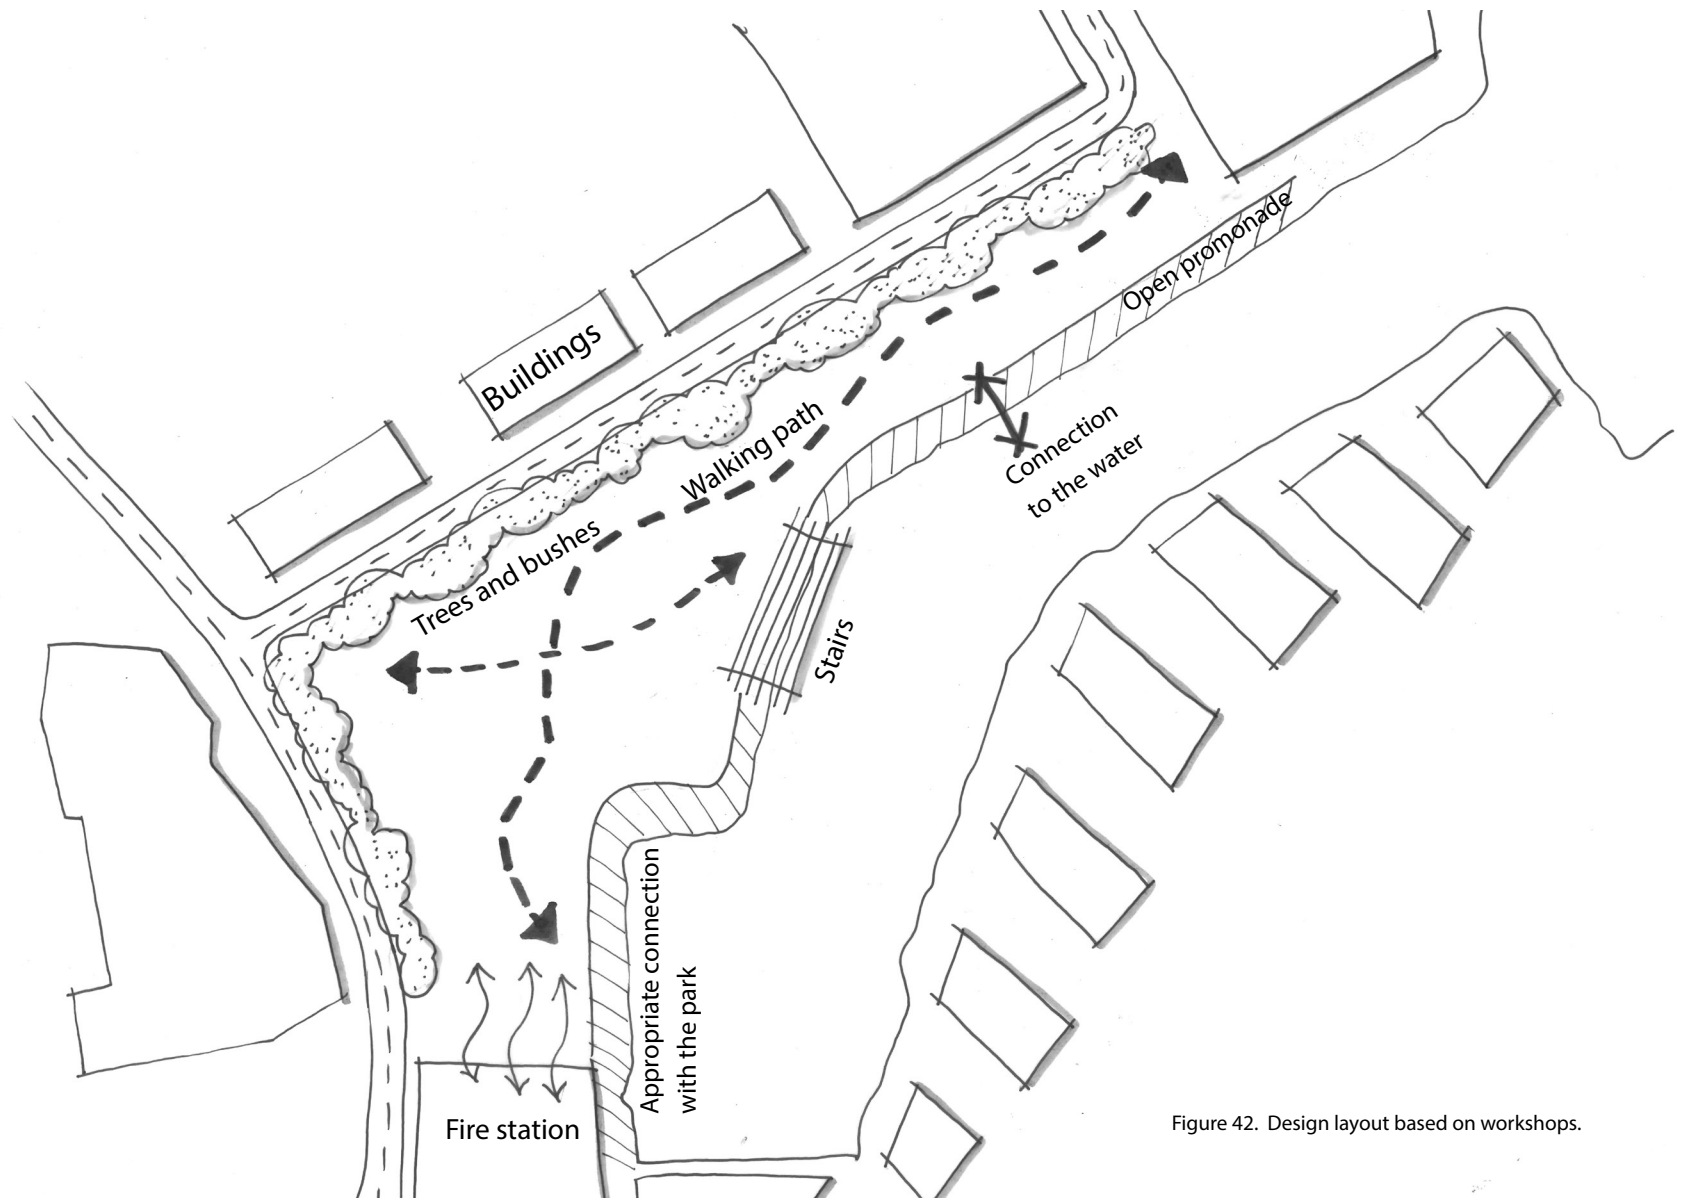 Open promonade
Buildings
Walking path
Connection
to the water
Trees and bushes
Stairs
Appropriate connection
with the park
Fire station
Figure 42. Design layout based on workshops.